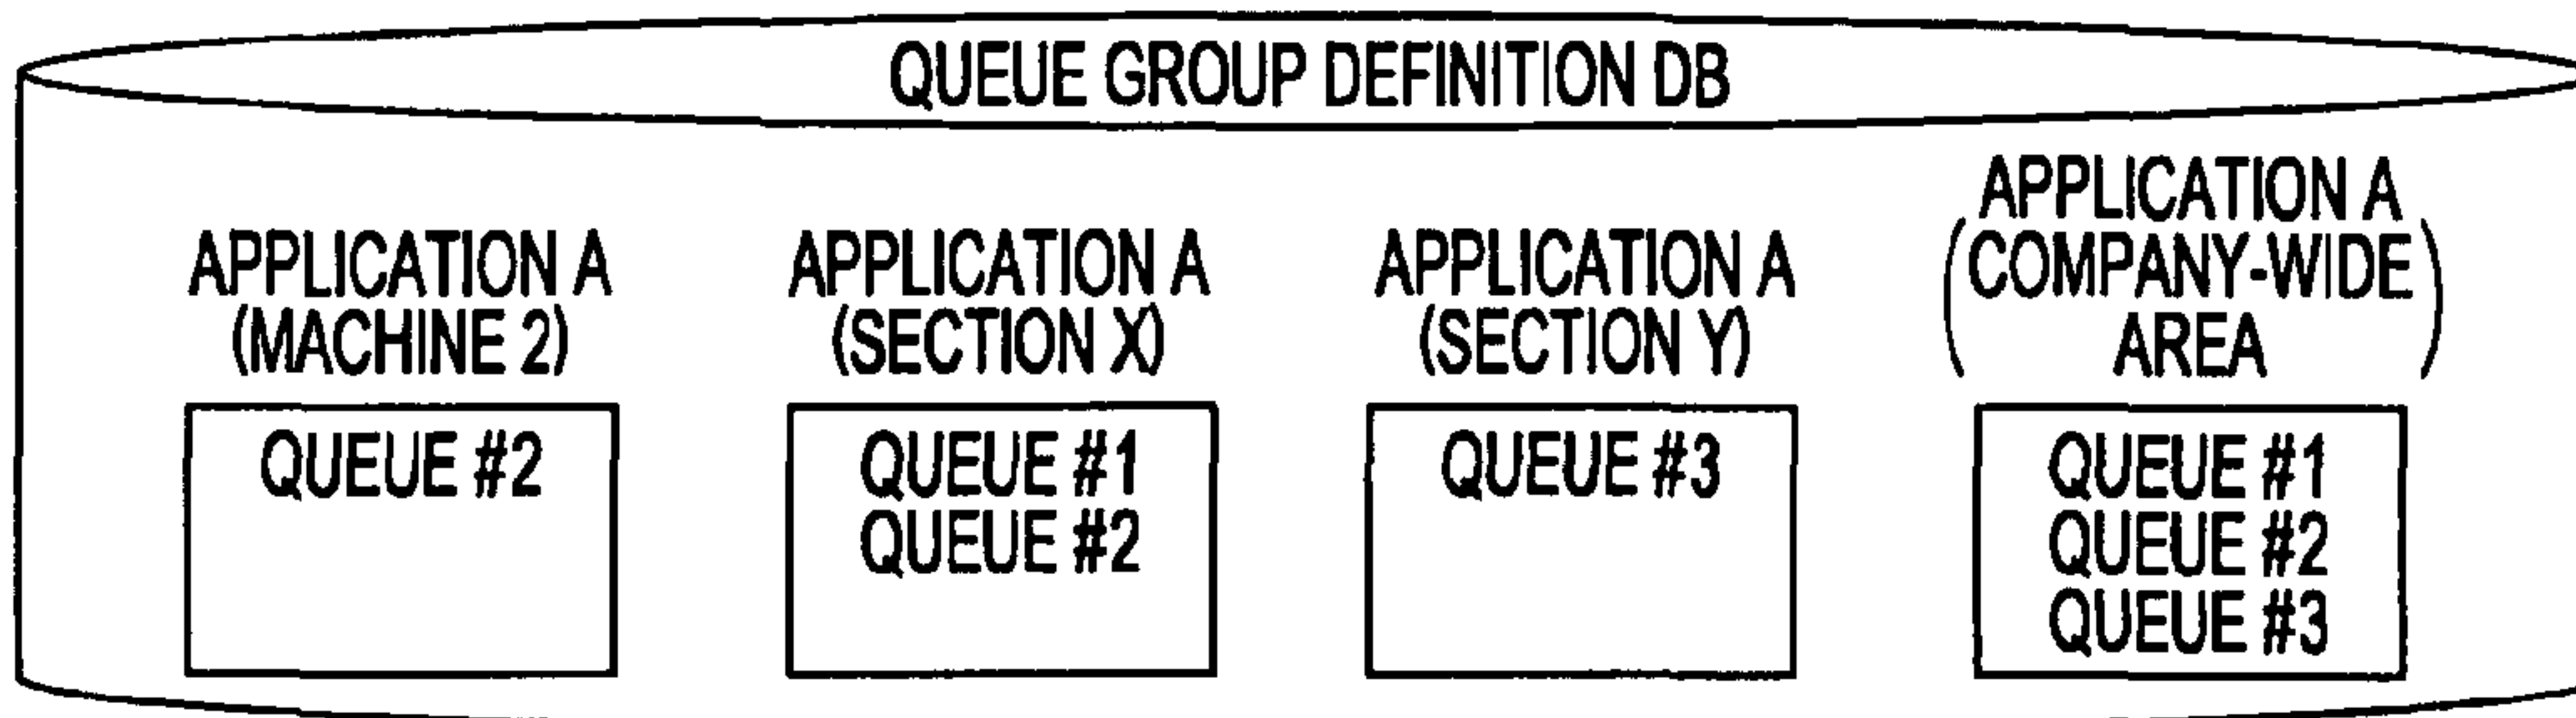 QUEUE GROUP DEFINITION DB
APPLICATION A
(MACHINE 2)
QUEUE #2
APPLICATION A
(SECTION X)
QUEUE #1
QUEUE #2
APPLICATION A
(SECTION Y)
QUEUE #3
APPLICATION A
(COMPANY-WIDE
AREA)
QUEUE #1
QUEUE #2
QUEUE #3